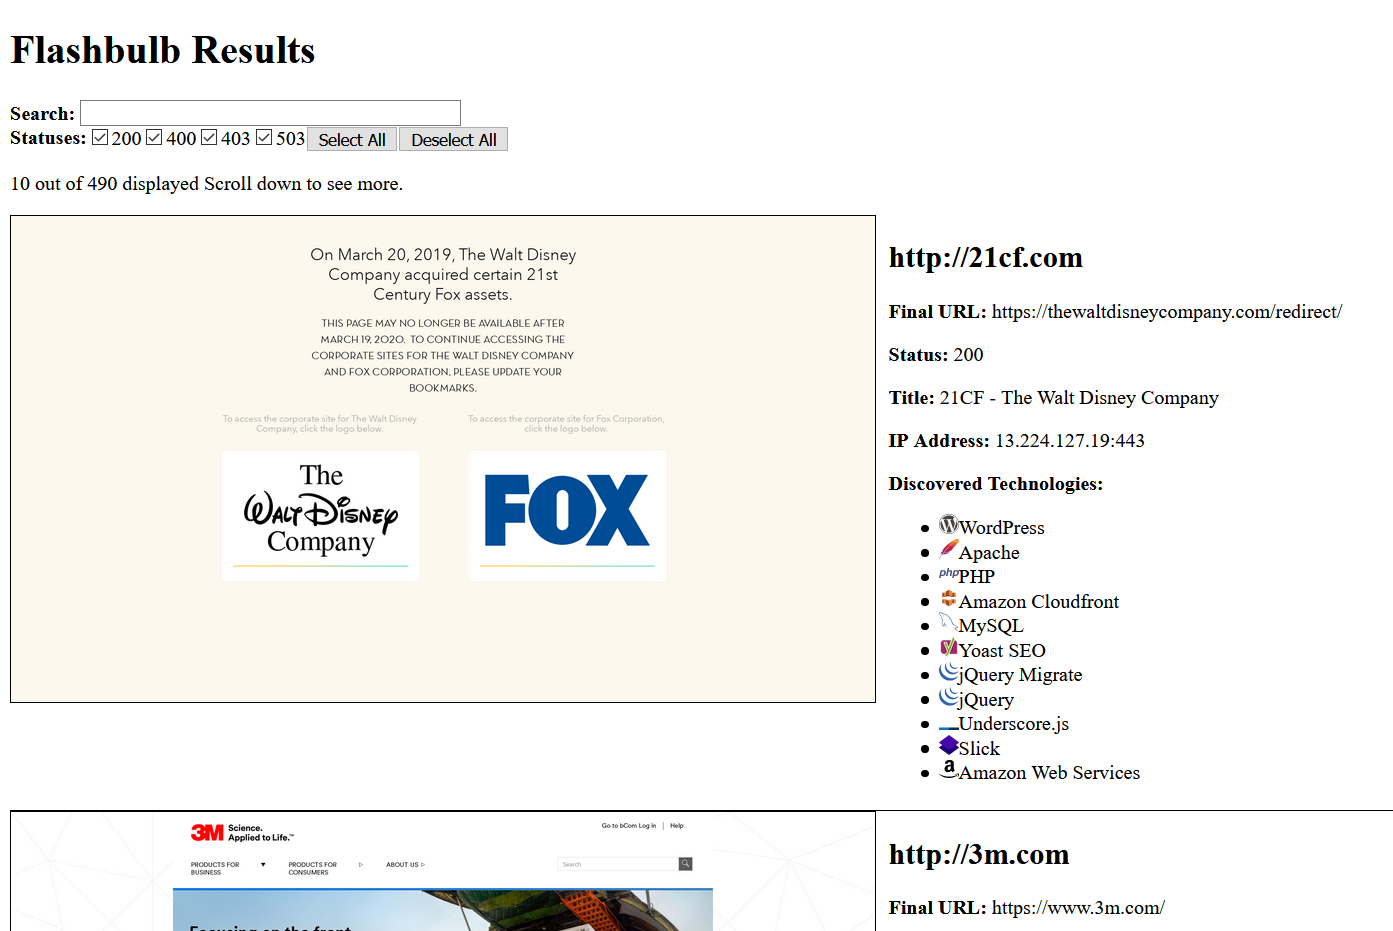 Flashbulb Results
Search:
Statuses: 200 400 403 503 Select All Deselect All
10 out of 490 displayed Scroll down to see more.
On March 20, 2019, The Walt Disney
Company acquired certain 21st
Century Fox assets.
THIS PAGE MAY NO LONGER BE AVAILABLE AFTER
MARCH 19, 2020. TO CONTINUE ACCESSING THE
CORPORATE SITES FOR THE WALT DISNEY COMPANY
AND FOX CORPORATION, PLEASE UPDATE YOUR
BOOKMARKS.
To access the corporate site for The Walt Disney
Company, click the logo below.
To access the corporate site for Fox Corporation,
click the logo below.
The
WALT DISNEY
Company
FOX
http://21cf.com
Final URL: https://thewaltdisneycompany.com/redirect/
Status: 200
Title: 21CF - The Walt Disney Company
IP Address: 13.224.127.19:443
Discovered Technologies:
WordPress
Apache
php PHP
Amazon Cloudfront
MySQL
Yoast SEO
jQuery Migrate
jQuery
Underscore.js
Slick
Amazon Web Services
3M Science.
Applied to Life.™
Go to bCom Log in | Help
PRODUCTS FOR
BUSINESS
PRODUCTS FOR
CONSUMERS
ABOUT US
Search
Focusing on the front
http://3m.com
Final URL: https://www.3m.com/